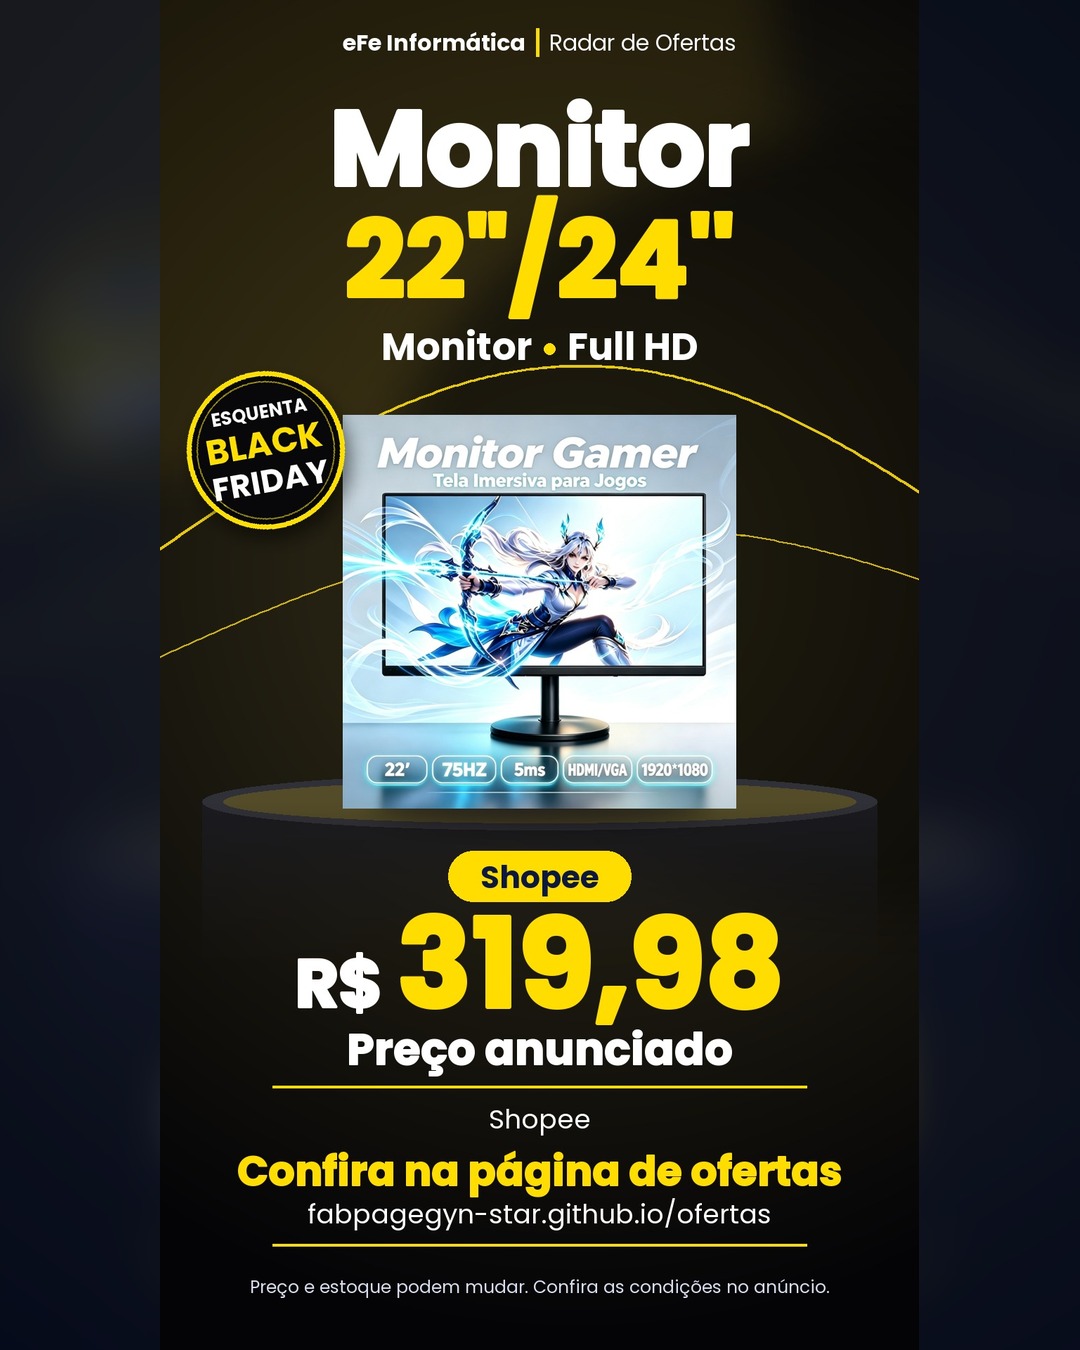 eFe Informática | Radar de Ofertas
Monitor
22"/24"
Monitor • Full HD
ESQUENTA
BLACK
FRIDAY
Monitor Gamer
Tela Imersiva para Jogos
22' 75HZ 5ms HDMI/VGA 1920*1080
Shopee
R$ 319,98
Preço anunciado
Shopee
Confira na página de ofertas
fabpagegyn-star.github.io/ofertas
Preço e estoque podem mudar. Confira as condições no anúncio.